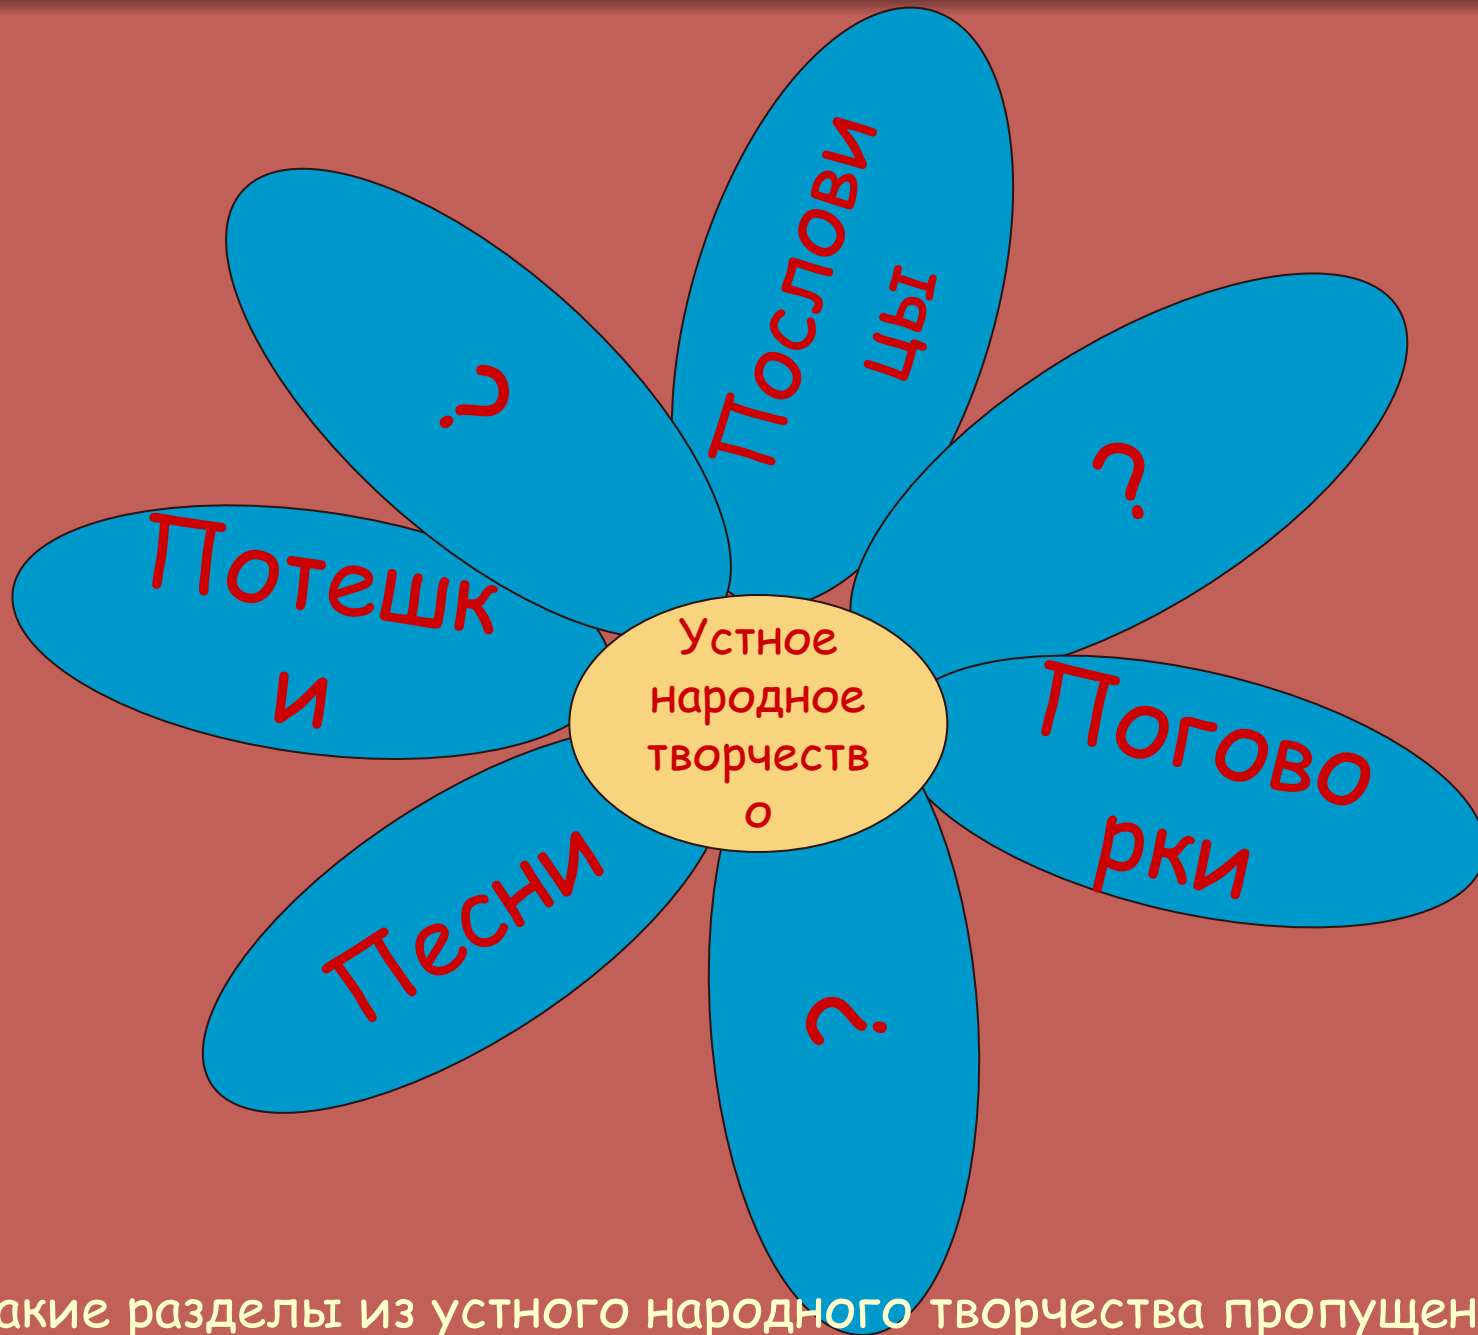 Послови
цы
?
?
Потешк
и
Устное
народное
творчеств
о
Погово
рки
Песни
?
акие разделы из устного народного творчества пропущен